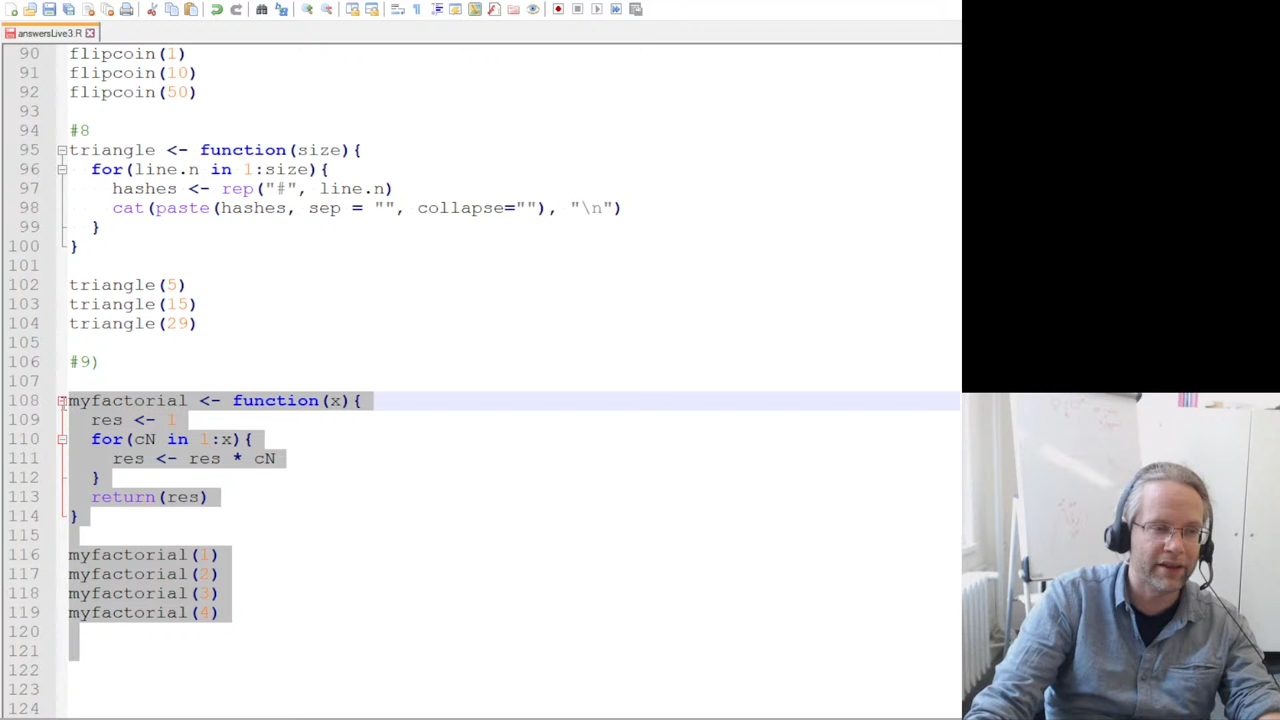 answersLive3.R
90 flipcoin(1)
91 flipcoin(10)
92 flipcoin(50)
93
94 #8
95 triangle <- function(size){
96   for(line.n in 1:size){
97     hashes <- rep("#", line.n)
98     cat(paste(hashes, sep = "", collapse=""), "\n")
99   }
100 }
101
102 triangle(5)
103 triangle(15)
104 triangle(29)
105
106 #9)
107
108 myfactorial <- function(x){
109   res <- 1
110   for(cN in 1:x){
111     res <- res * cN
112   }
113   return(res)
114 }
115
116 myfactorial(1)
117 myfactorial(2)
118 myfactorial(3)
119 myfactorial(4)
120
121
122
123
124